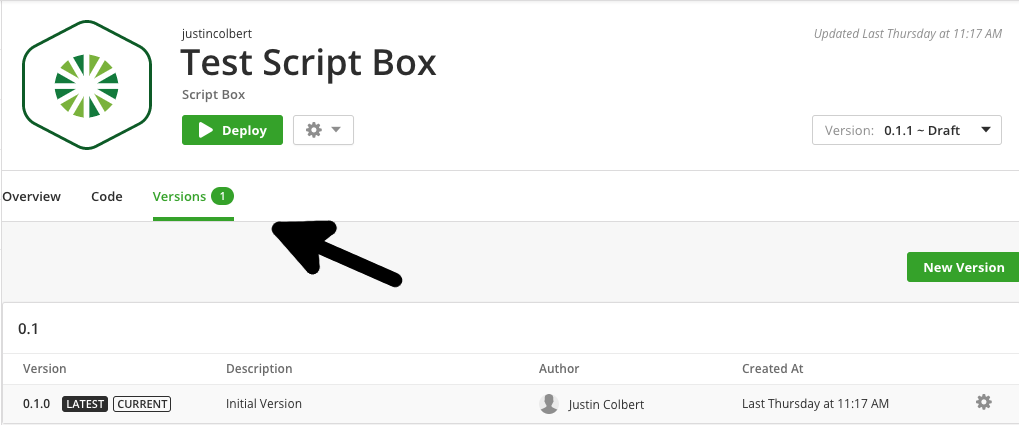 justincolbert
Updated Last Thursday at 11:17 AM
Test Script Box
Script Box
Deploy
Version: 0.1.1 ~ Draft
Overview Code Versions 1
New Version
0.1
Version Description Author Created At
0.1.0 LATEST CURRENT Initial Version Justin Colbert Last Thursday at 11:17 AM